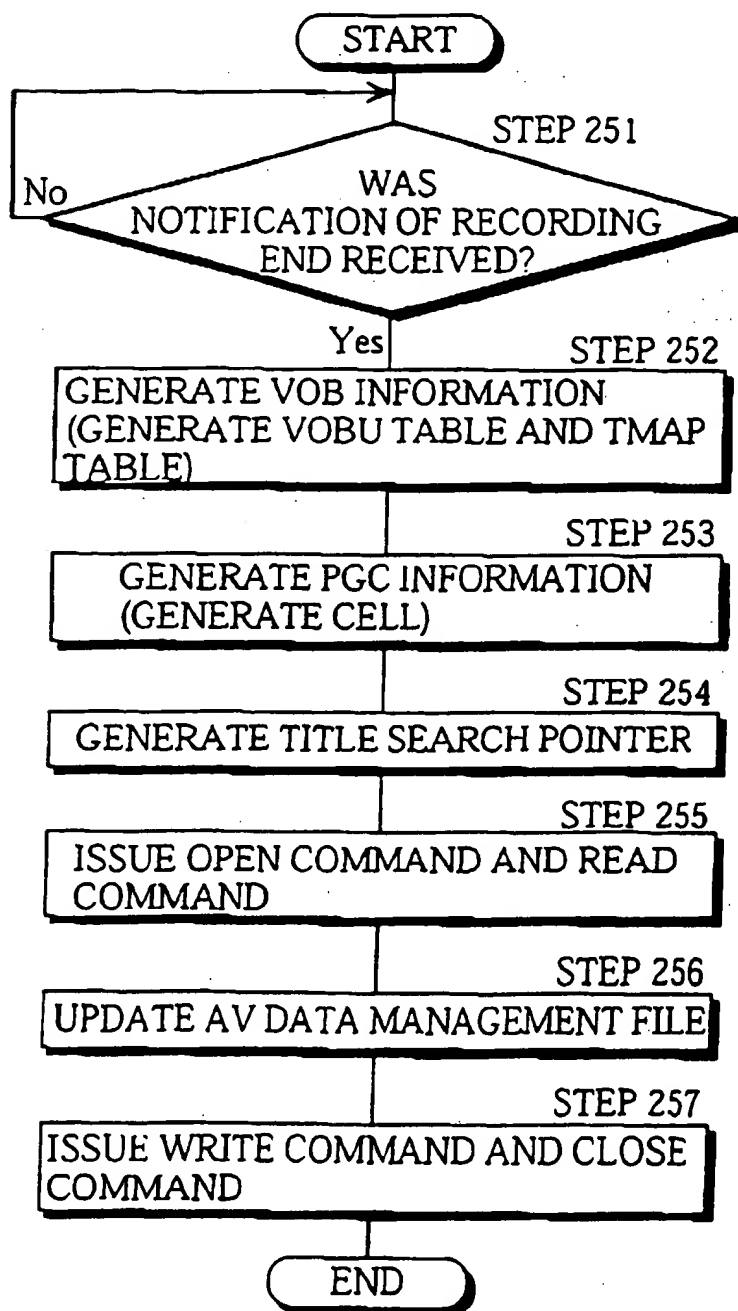 START
STEP 251
No
WAS
NOTIFICATION OF RECORDING
END RECEIVED?
Yes
STEP 252
GENERATE VOB INFORMATION
(GENERATE VOBU TABLE AND TMAP
TABLE)
STEP 253
GENERATE PGC INFORMATION
(GENERATE CELL)
STEP 254
GENERATE TITLE SEARCH POINTER
STEP 255
ISSUE OPEN COMMAND AND READ
COMMAND
STEP 256
UPDATE AV DATA MANAGEMENT FILE
STEP 257
ISSUE WRITE COMMAND AND CLOSE
COMMAND
END